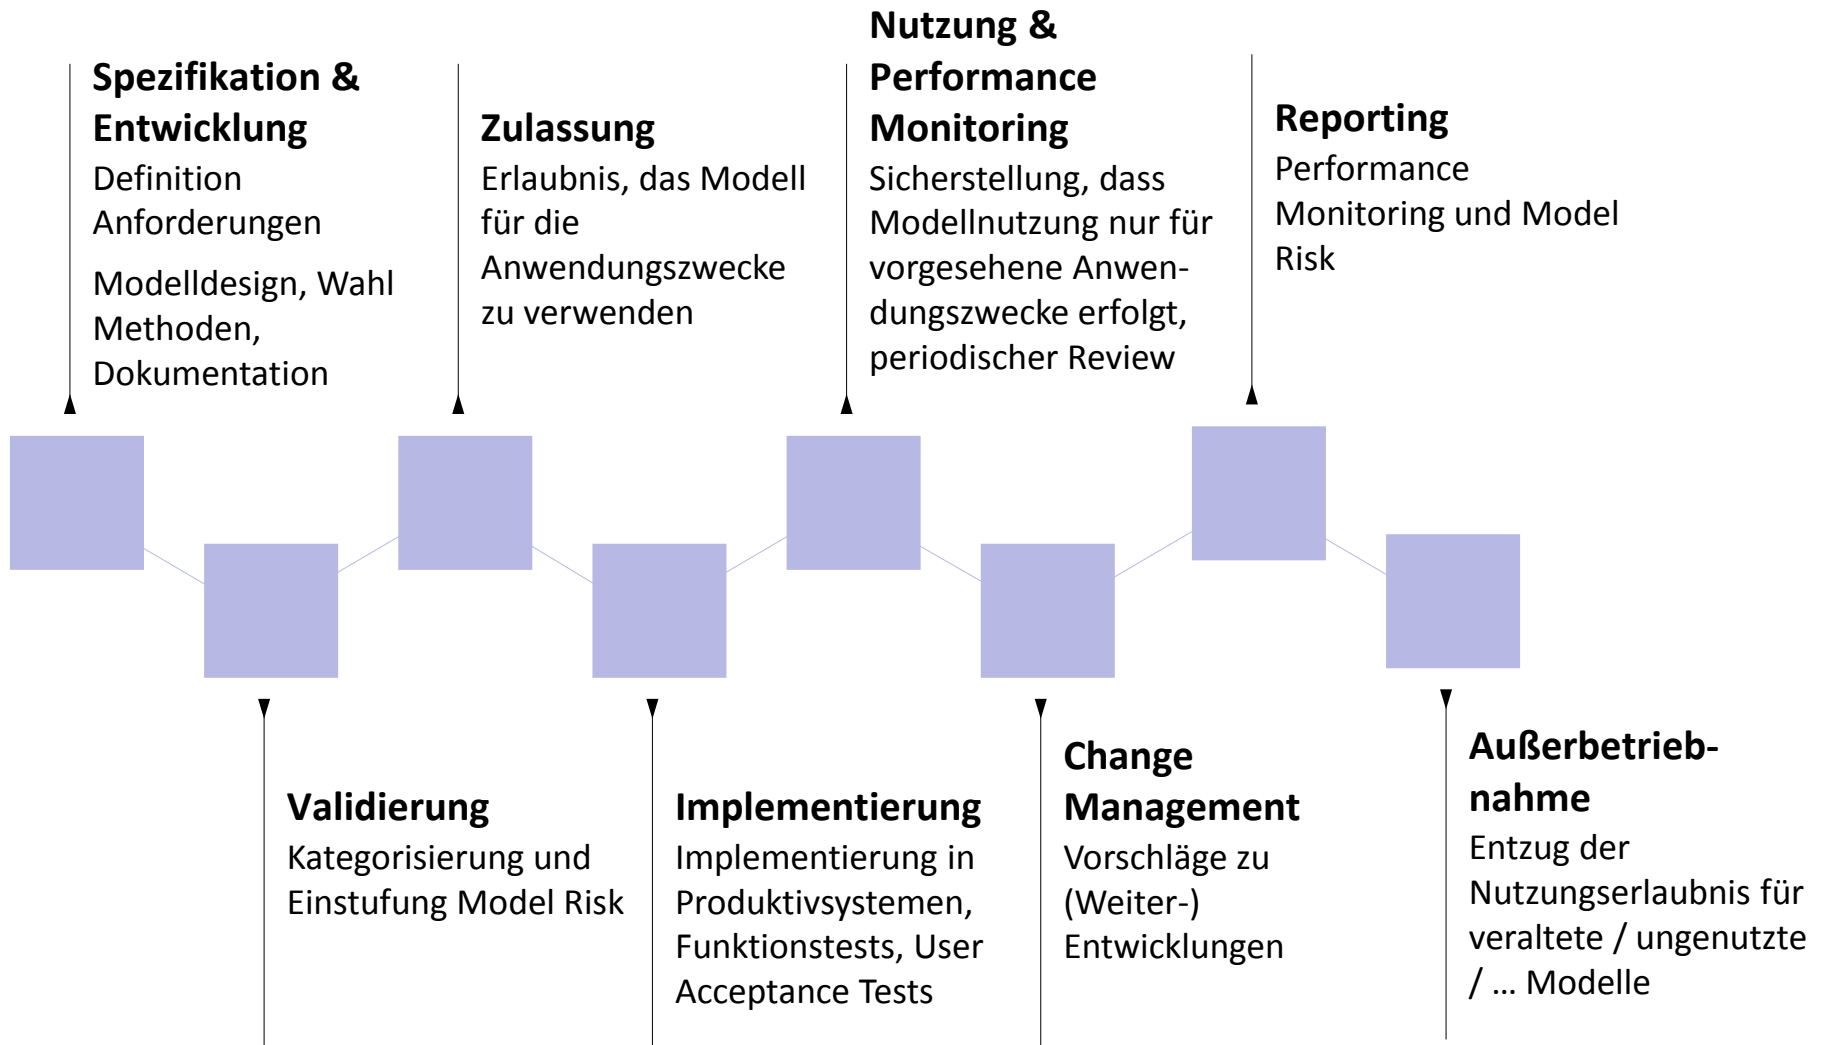 Spezifikation &
Entwicklung
Definition
Anforderungen
Modelldesign, Wahl
Methoden,
Dokumentation
Zulassung
Erlaubnis, das Modell
für die
Anwendungszwecke
zu verwenden
Nutzung &
Performance
Monitoring
Sicherstellung, dass
Modellnutzung nur für
vorgesehene Anwen-
dungszwecke erfolgt,
periodischer Review
Reporting
Performance
Monitoring und Model
Risk
Validierung
Kategorisierung und
Einstufung Model Risk
Implementierung
Implementierung in
Produktivsystemen,
Funktionstests, User
Acceptance Tests
Change
Management
Vorschläge zu
(Weiter-)
Entwicklungen
Außerbetrieb-
nahme
Entzug der
Nutzungserlaubnis für
veraltete / ungenutzte
/ … Modelle